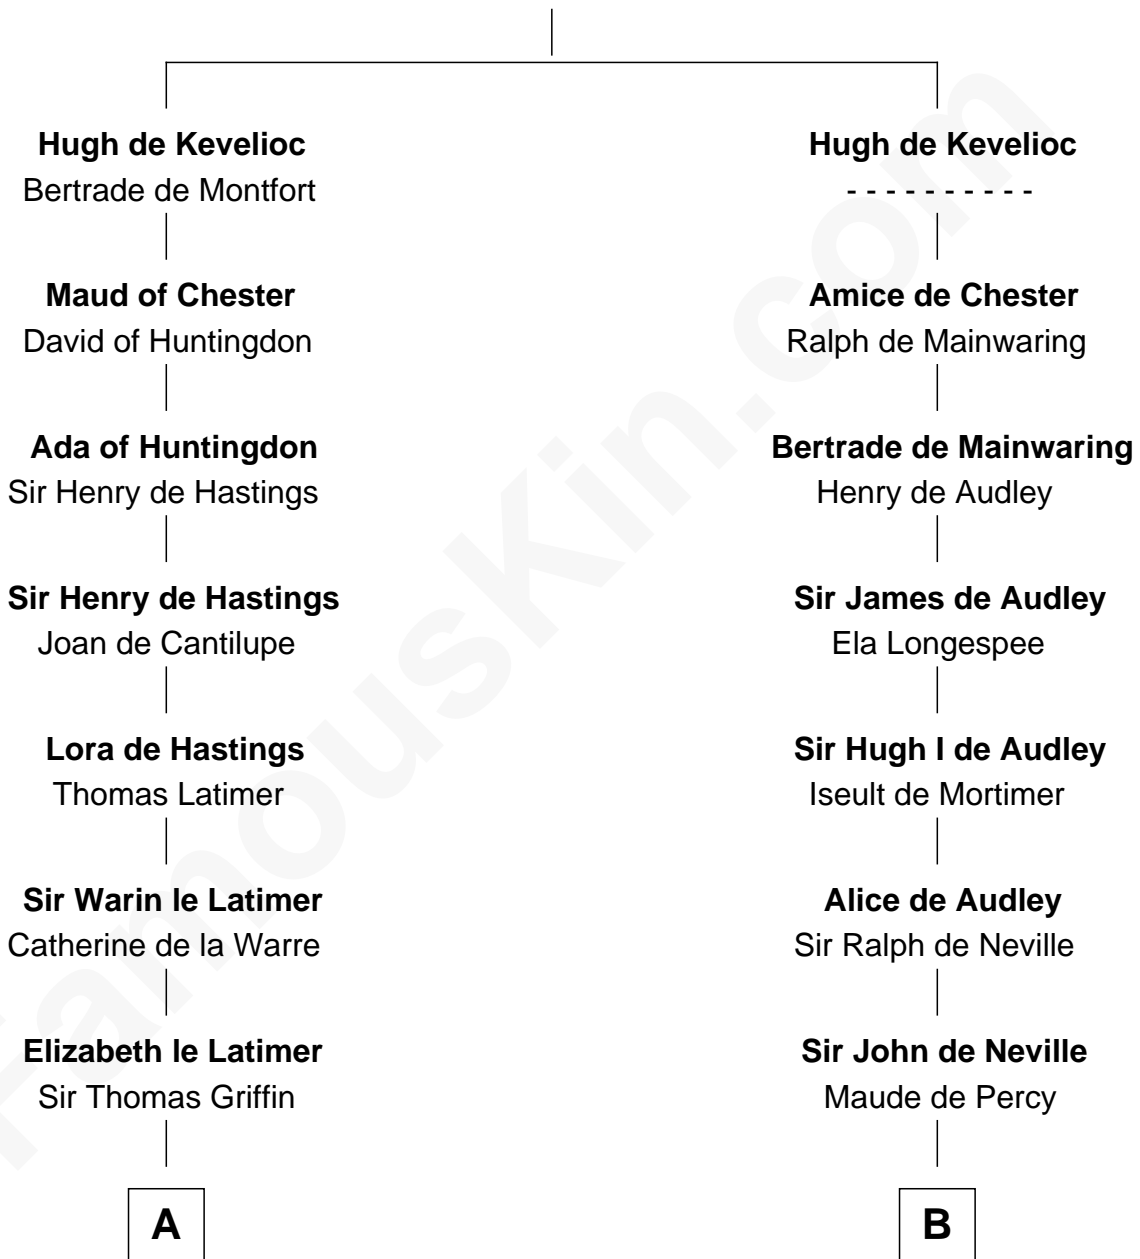 Hugh de Kevelioc
Bertrade de Montfort
Maud of Chester
David of Huntingdon
Ada of Huntingdon
Sir Henry de Hastings
Sir Henry de Hastings
Joan de Cantilupe
Lora de Hastings
Thomas Latimer
Sir Warin le Latimer
Catherine de la Warre
Elizabeth le Latimer
Sir Thomas Griffin
A
Hugh de Kevelioc
- - - - - - - - - -
Amice de Chester
Ralph de Mainwaring
Bertrade de Mainwaring
Henry de Audley
Sir James de Audley
Ela Longespee
Sir Hugh I de Audley
Iseult de Mortimer
Alice de Audley
Sir Ralph de Neville
Sir John de Neville
Maude de Percy
B
FamousKin.com